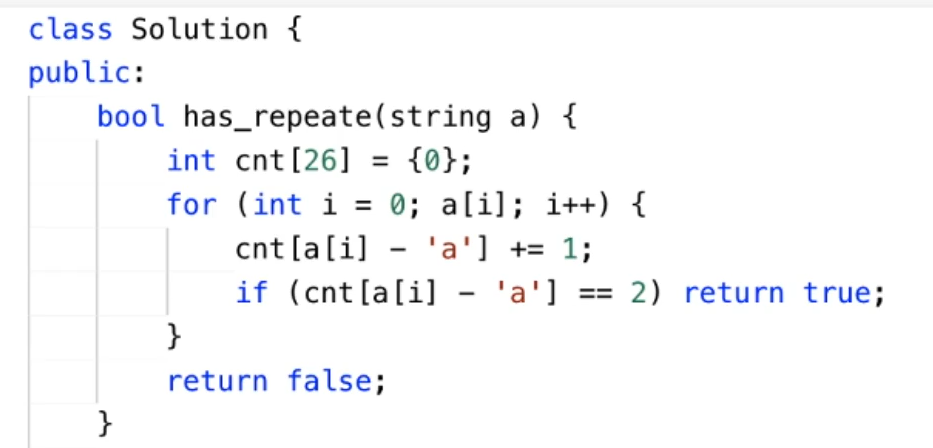 class Solution {
public:
    bool has_repeate(string a) {
        int cnt[26] = {0};
        for (int i = 0; a[i]; i++) {
            cnt[a[i] - 'a'] += 1;
            if (cnt[a[i] - 'a'] == 2) return true;
        }
        return false;
    }